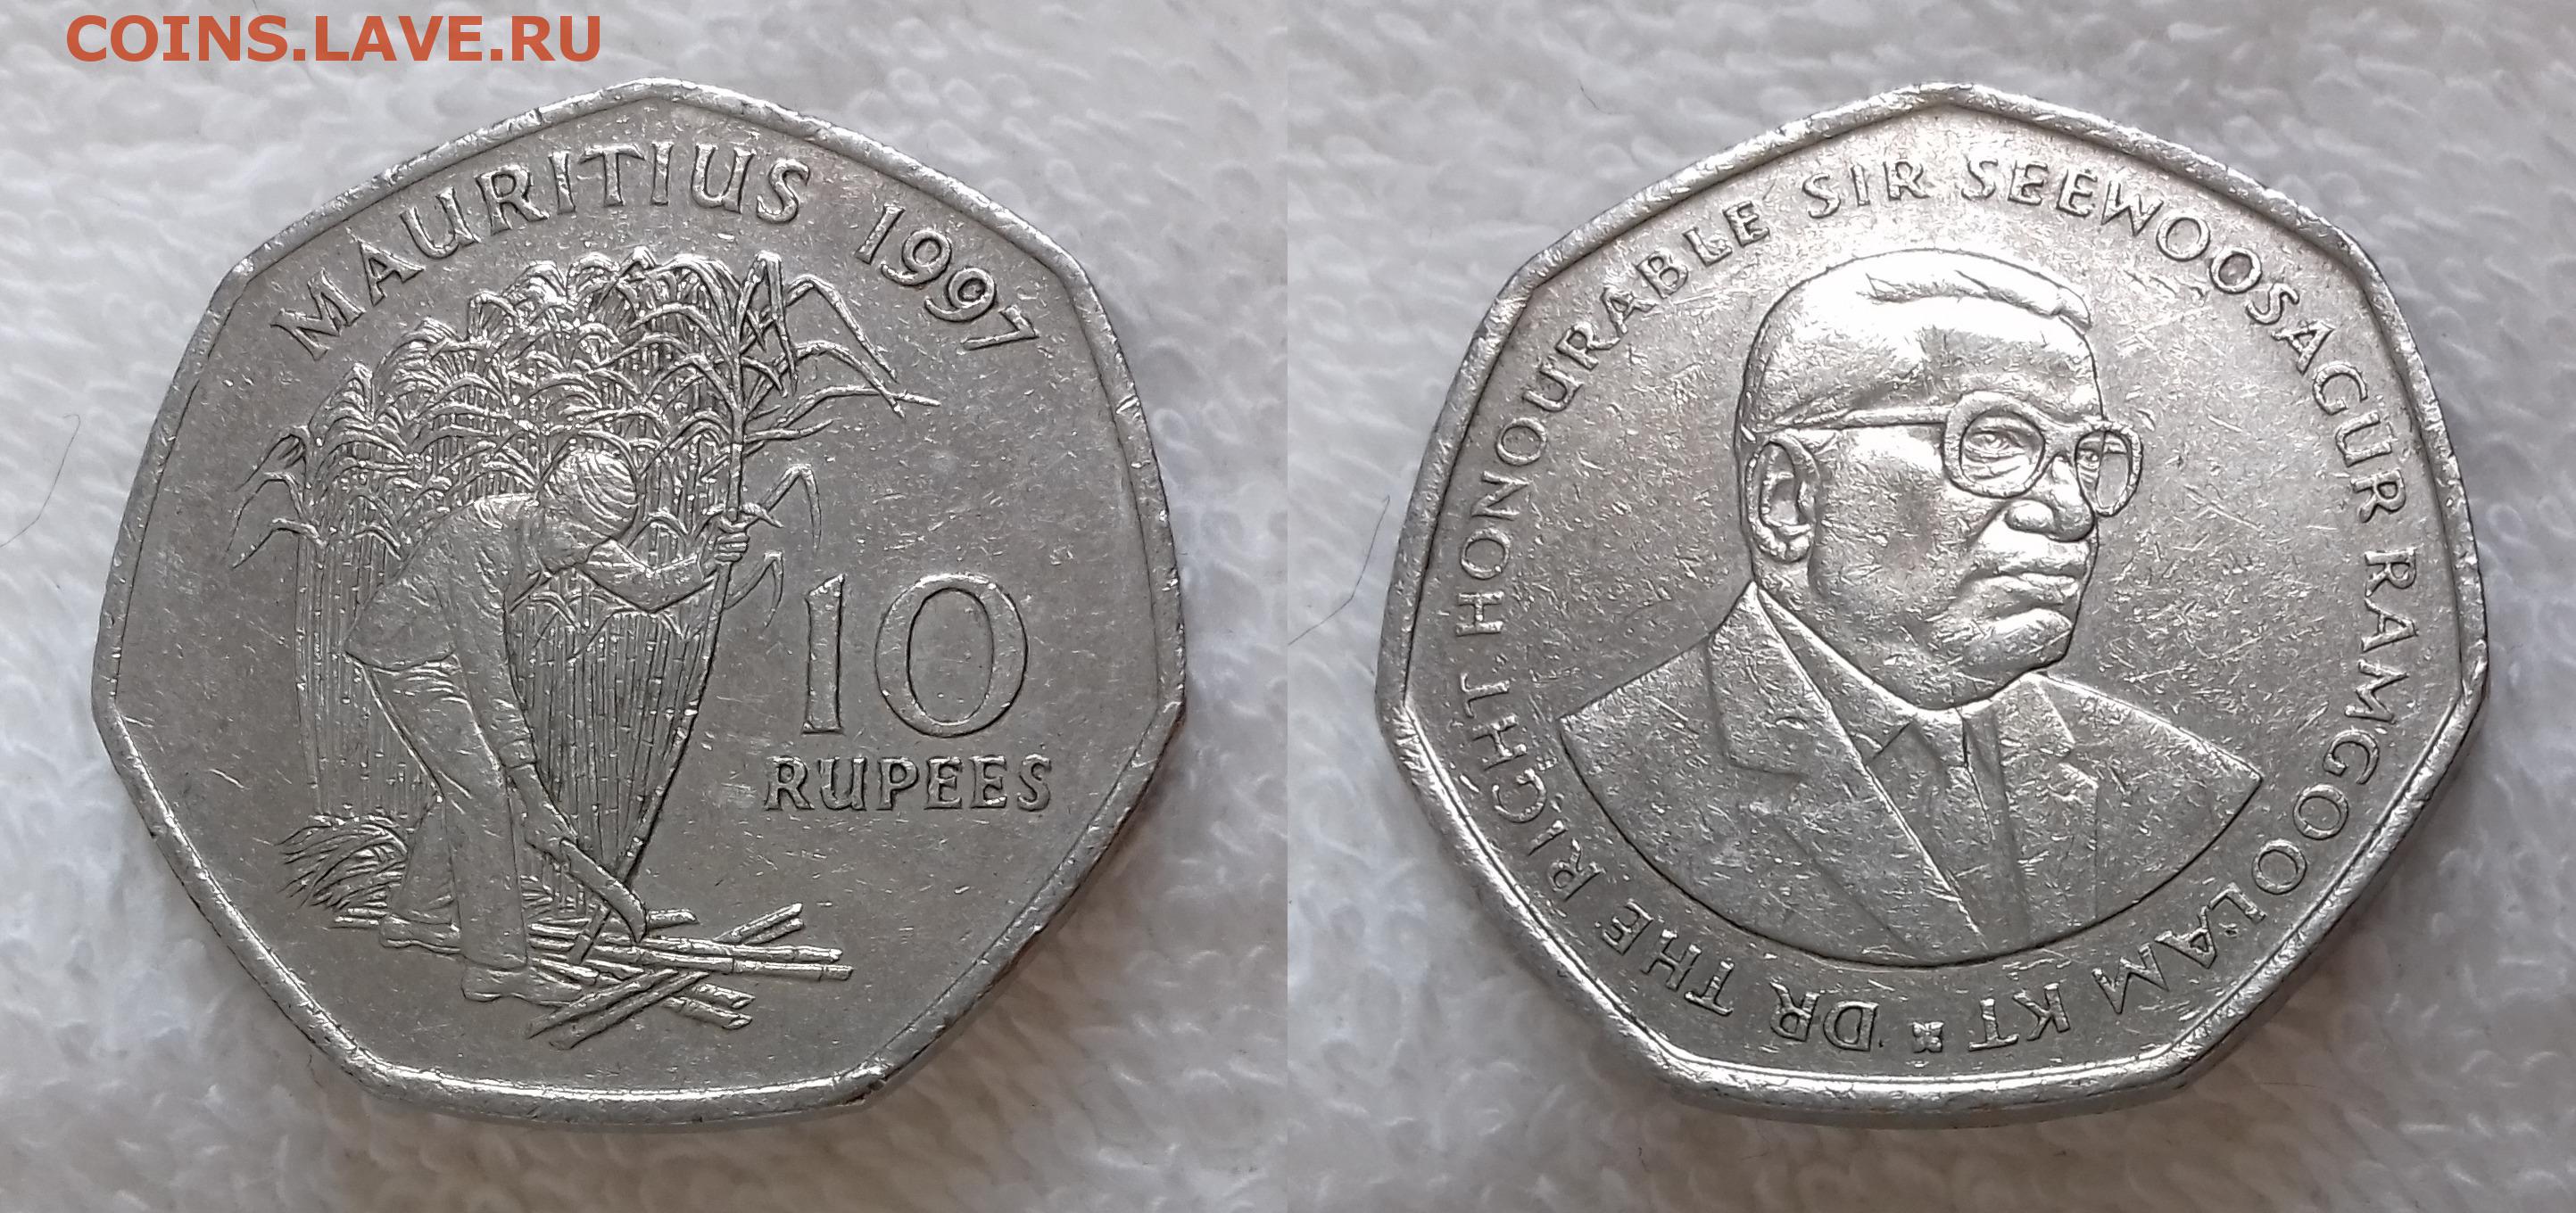 COINS.LAVE.RU
MAURITIUS 1997
10
RUPEES
DR THE RIGHT HONOURABLE SIR SEEWOOSAGUR RAMGOOLAM KT